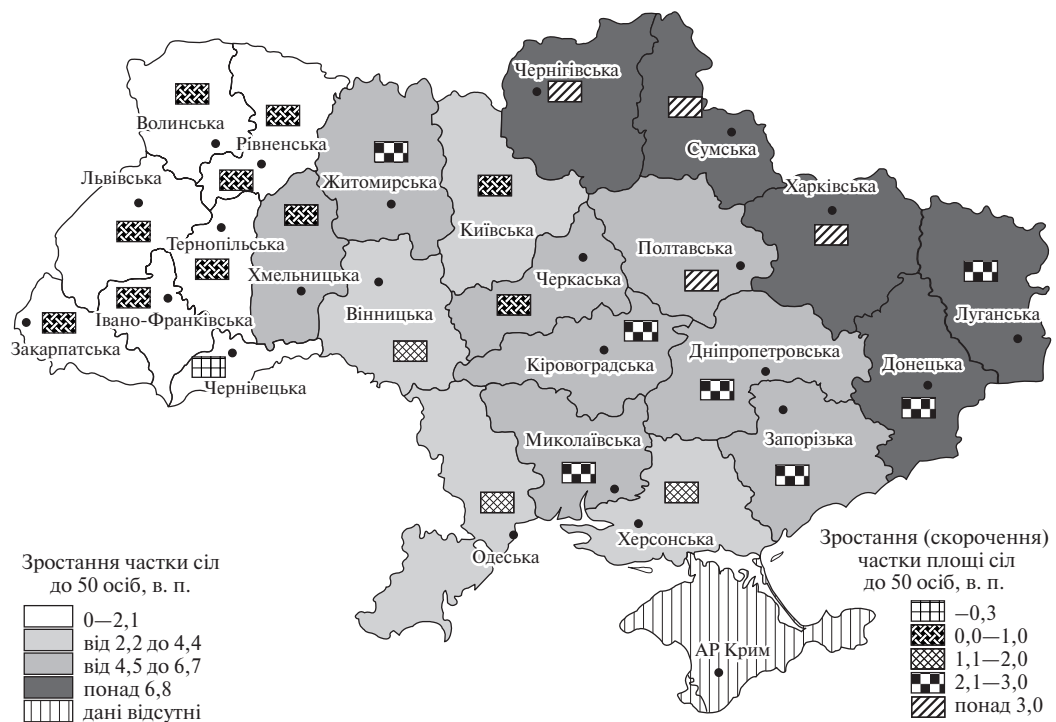 Чернігівська
Волинська
Рівненська
Сумська
Львівська
Житомирська
Харківська
Тернопільська
Київська
Полтавська
Хмельницька
Черкаська
Івано-Франківська
Вінницька
Луганська
Закарпатська
Дніпропетровська
Кіровоградська
Донецька
Чернівецька
Миколаївська
Запорізька
Херсонська
Одеська
АР Крим
Зростання частки сіл
до 50 осіб, в. п.
0—2,1
від 2,2 до 4,4
від 4,5 до 6,7
понад 6,8
дані відсутні
Зростання (скорочення)
частки площі сіл
до 50 осіб, в. п.
–0,3
0,0—1,0
1,1—2,0
2,1—3,0
понад 3,0